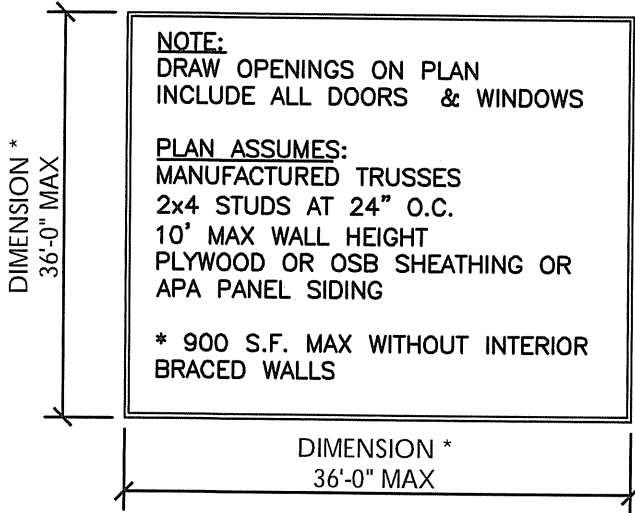 NOTE:
DRAW OPENINGS ON PLAN
INCLUDE ALL DOORS & WINDOWS
PLAN ASSUMES:
MANUFACTURED TRUSSES
2x4 STUDS AT 24" O.C.
10' MAX WALL HEIGHT
PLYWOOD OR OSB SHEATHING OR
APA PANEL SIDING
* 900 S.F. MAX WITHOUT INTERIOR
BRACED WALLS
DIMENSION *
36'-0" MAX
DIMENSION *
36'-0" MAX